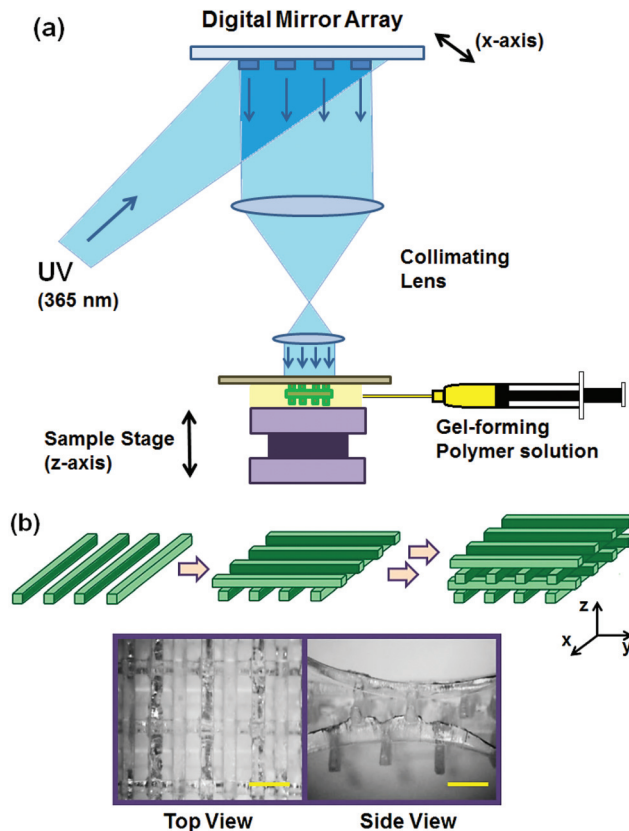 (a)
Digital Mirror Array
(x-axis)
UV
(365 nm)
Collimating
Lens
Sample Stage
(z-axis)
Gel-forming
Polymer solution
(b)
z
x
y
Top View
Side View